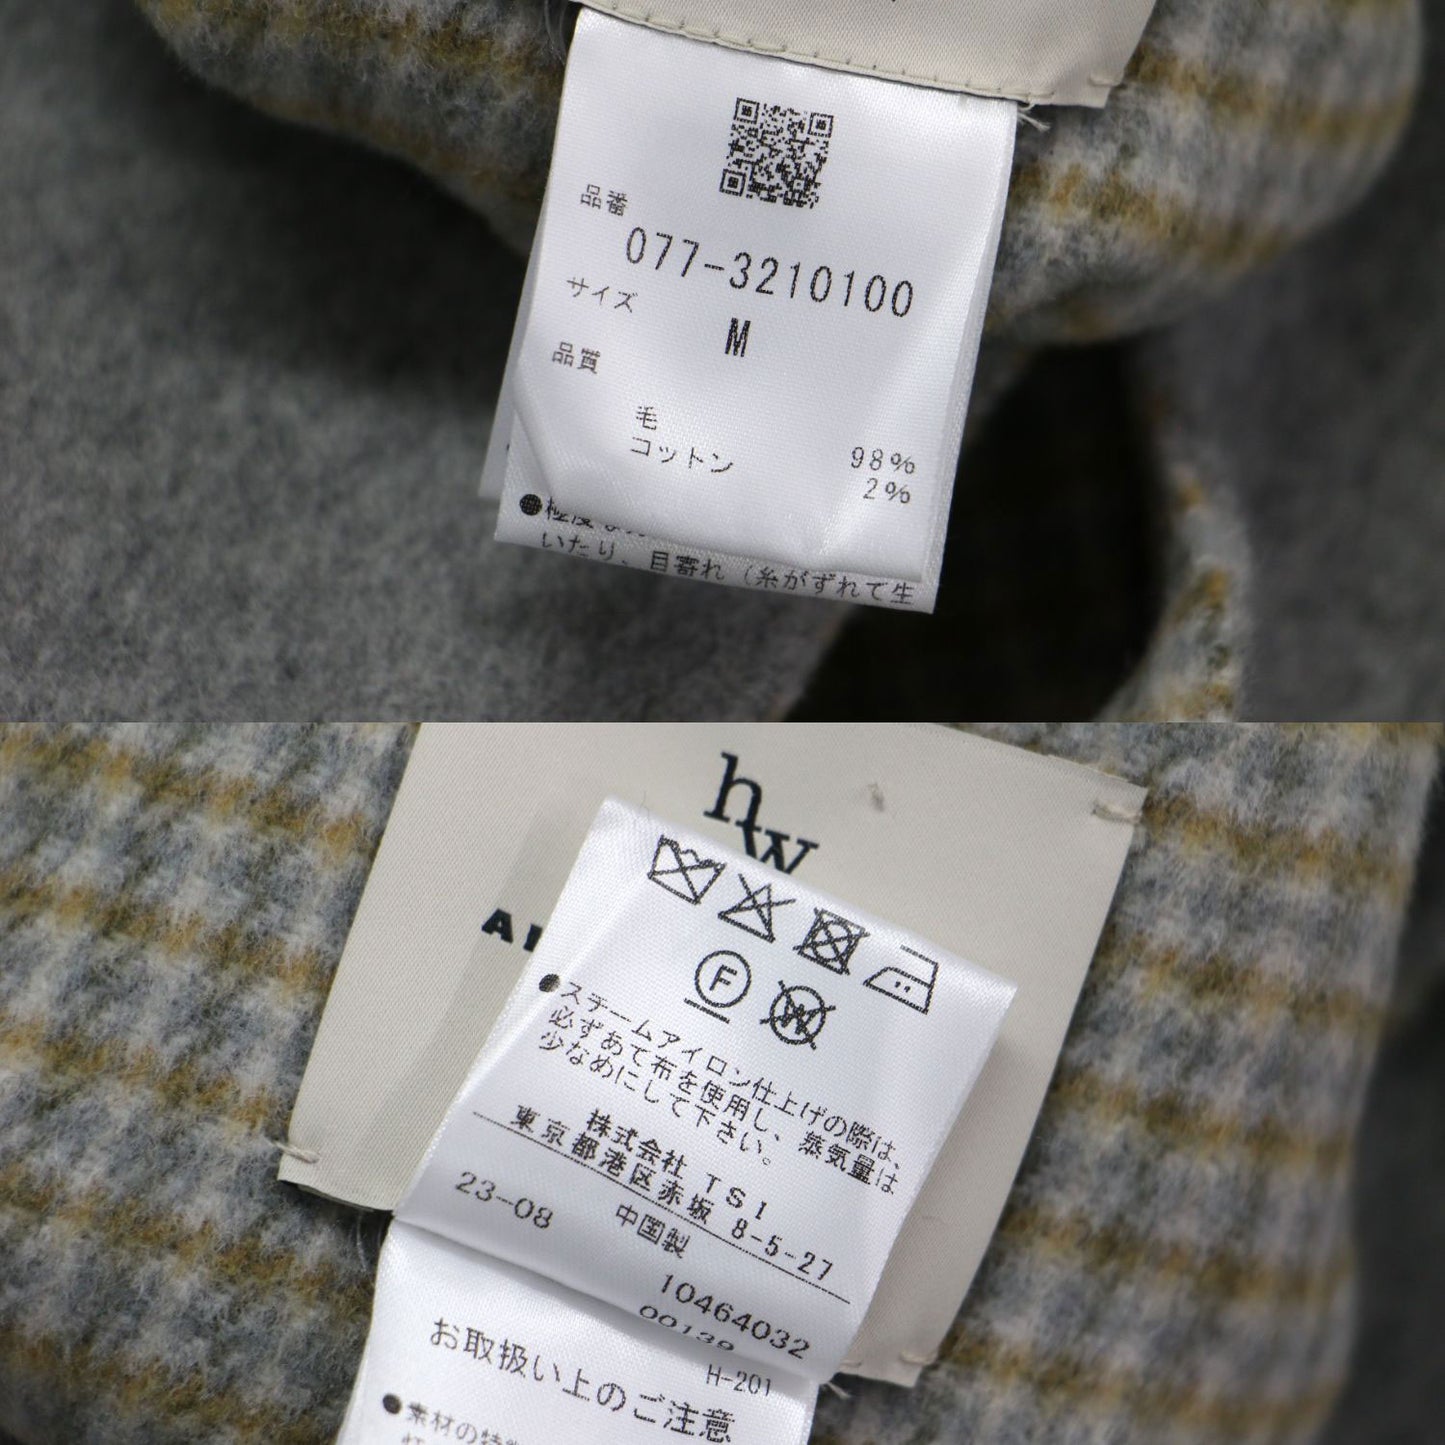 品番
077-3210100
サイズ
M
品質
毛 98%
コットン 2%
いたり、目寄れ（糸がずれて生
hw
F
W
●スチームアイロン仕上げの際は、
必ずあて布を使用し、蒸気量は
少なめにして下さい。
株式会社 TSI
東京都港区赤坂 8-5-27
23-08 中国製
10464032
00139
H-201
お取扱い上のご注意